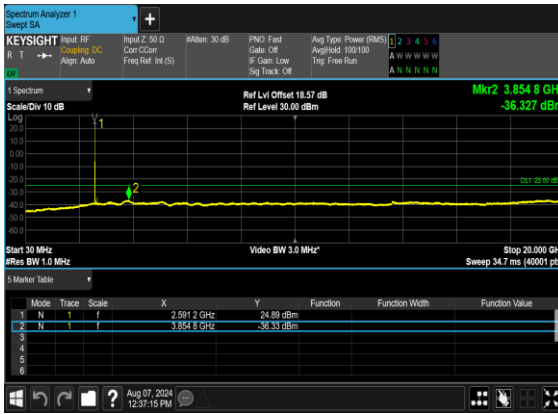 Spectrum Analyzer 1
Swept SA
+
KEYSIGHT Input: RF Input Z: 50 Ω #Atten: 30 dB PNO: Fast Avg Type: Power (RMS) 1 2 3 4 5 6
R T Coupling: DC Corr CCorr Gate: Off Avg|Hold: 100/100 A W W W W W
Align: Auto Freq Ref: Int (S) IF Gain: Low Trig: Free Run
LXI Sig Track: Off A N N N N N
1 Spectrum Ref Lvl Offset 18.57 dB Mkr2 3.854 8 GH
Scale/Div 10 dB Ref Level 30.00 dBm -36.327 dBr
Log
20.0
10.0
0.00
-10.0
-20.0
-30.0
-40.0
-50.0
-60.0
1
2
DL1 -25.00 dB
Start 30 MHz Video BW 3.0 MHz* Stop 20.000 GH
#Res BW 1.0 MHz Sweep 34.7 ms (40001 pt
5 Marker Table
Mode Trace Scale X Y Function Function Width Function Value
1 N 1 f 2.591 2 GHz 24.89 dBm
2 N 1 f 3.854 8 GHz -36.33 dBm
3
4
5
6
? Aug 07, 2024
12:37:15 PM